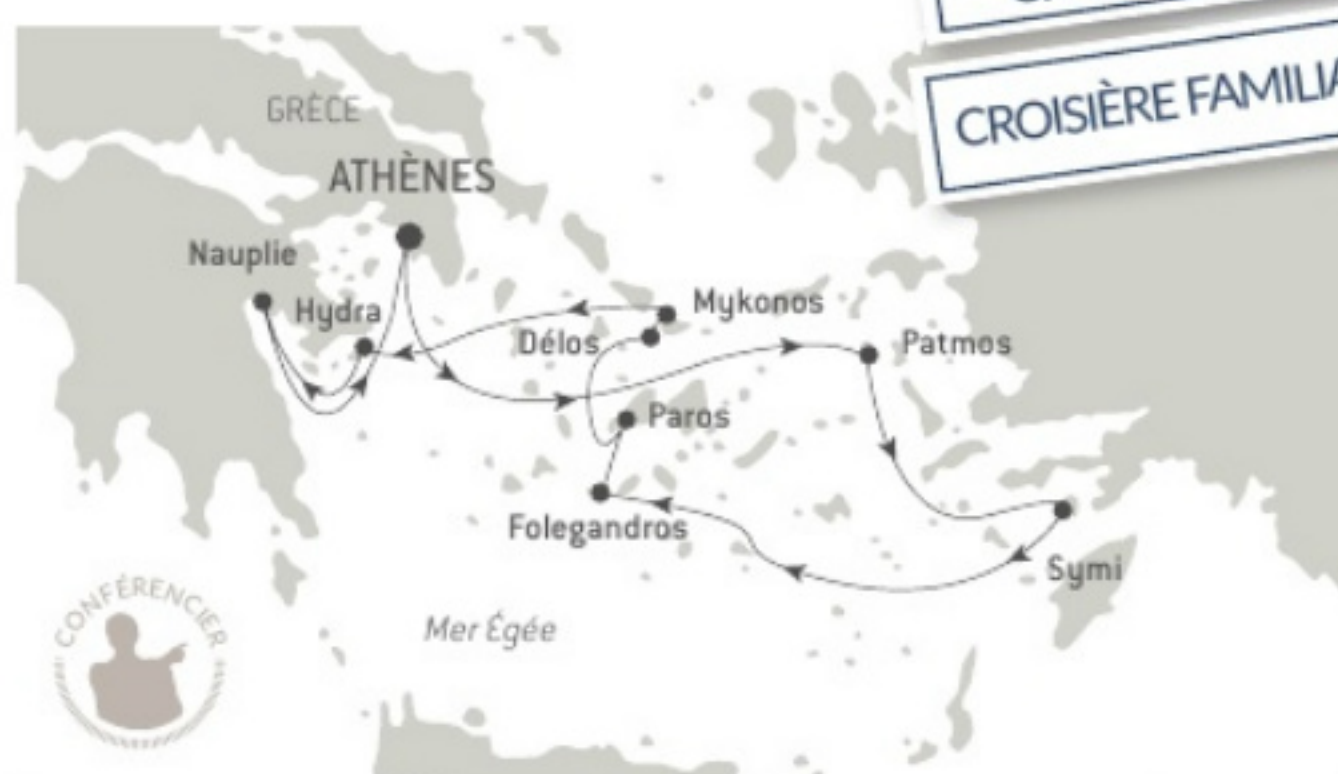 CROISIÈRE FAMILIA
GRÈCE
ATHÈNES
Nauplie
Hydra
Mykonos
Délos
Patmos
Paros
Folegandros
Symi
Mer Égée
CONFÉRENCIER